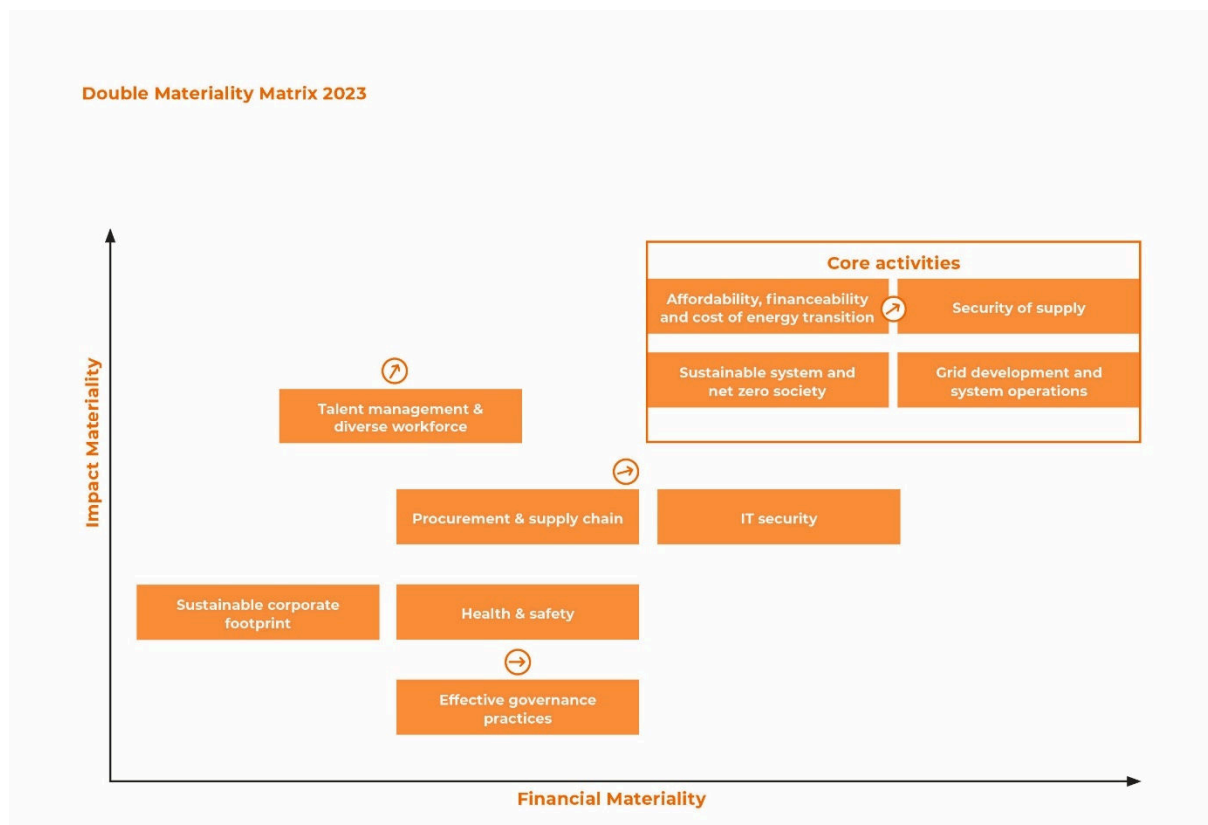 Double Materiality Matrix 2023
Impact Materiality
Core activities
Affordability, financeability
and cost of energy transition
Security of supply
Sustainable system and
net zero society
Grid development and
system operations
Talent management &
diverse workforce
Procurement & supply chain
IT security
Sustainable corporate
footprint
Health & safety
Effective governance
practices
Financial Materiality